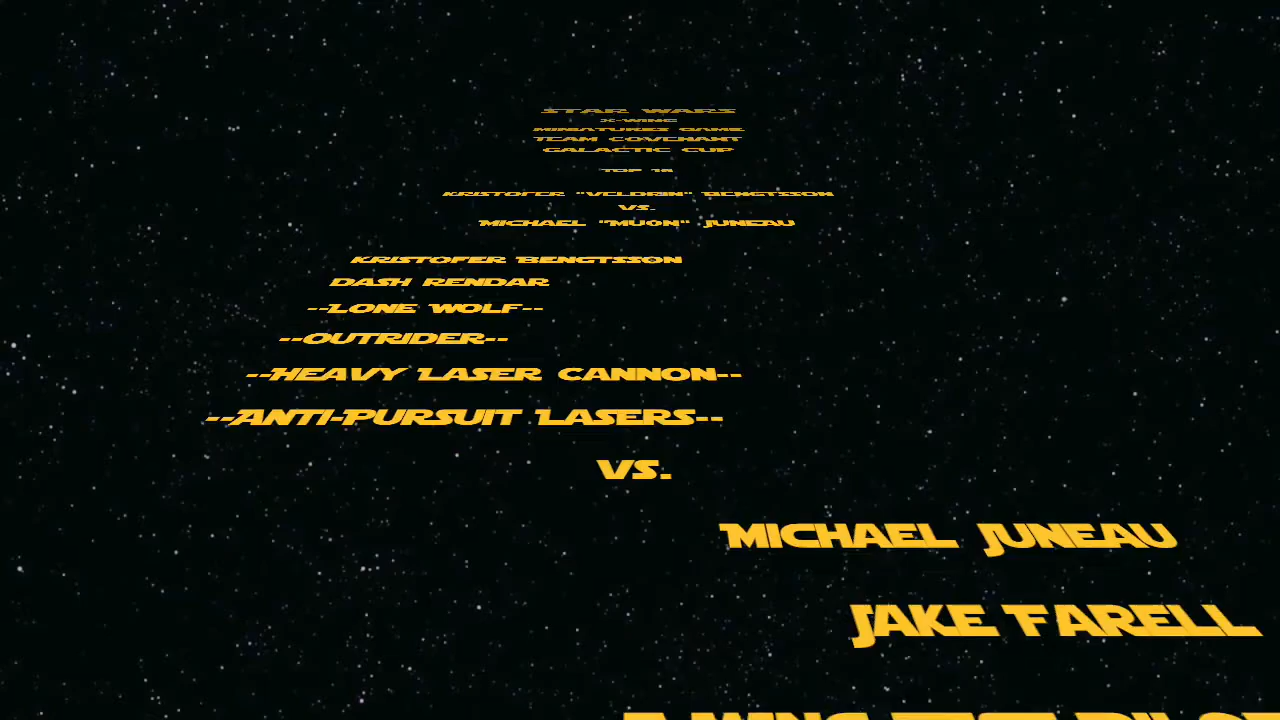 STAR WARS
X-WING
MINIATURES GAME
TEAM COVENANT
GALACTIC CUP
TOP 16
KRISTOFER "VELDRIN" BENGTSSON
VS.
MICHAEL "MU0N" JUNEAU
KRISTOFER BENGTSSON
DASH RENDAR
--LONE WOLF--
--OUTRIDER--
--HEAVY LASER CANNON--
--ANTI-PURSUIT LASERS--
VS.
MICHAEL JUNEAU
JAKE FARELL